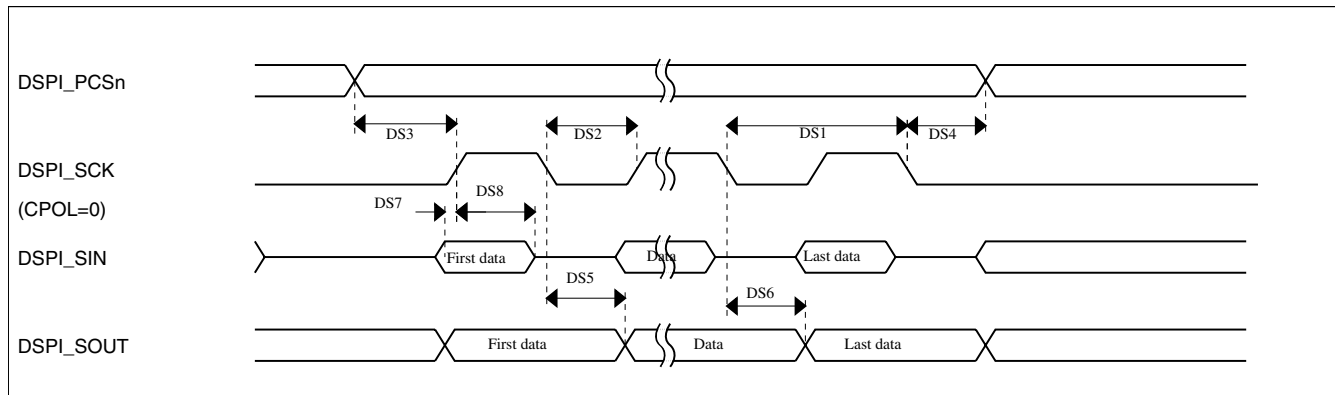 DSPI_PCSn
DS3
DS2
DS1
DS4
DSPI_SCK
(CPOL=0)
DS7
DS8
DSPI_SIN
First data
Data
Last data
DS5
DS6
DSPI_SOUT
First data
Data
Last data